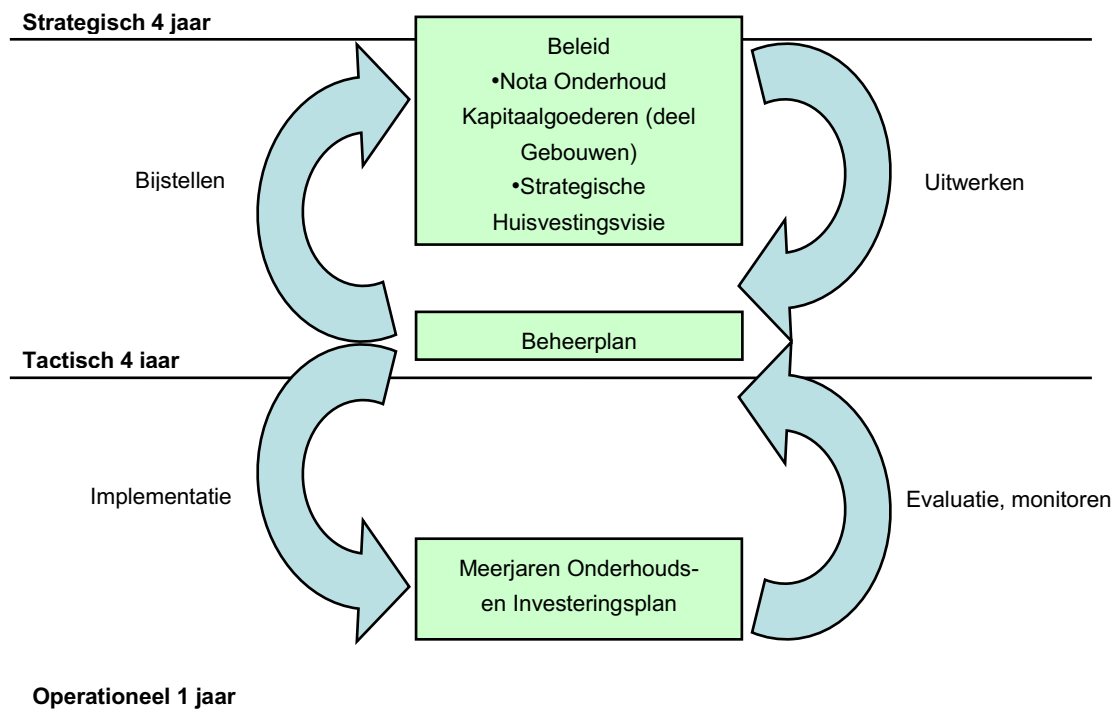 Strategisch 4 jaar
Beleid
•Nota Onderhoud
Kapitaalgoederen (deel
Gebouwen)
•Strategische
Huisvestingsvisie
Bijstellen
Uitwerken
Beheerplan
Tactisch 4 iaar
Implementatie
Evaluatie, monitoren
Meerjaren Onderhouds-
en Investeringsplan
Operationeel 1 jaar